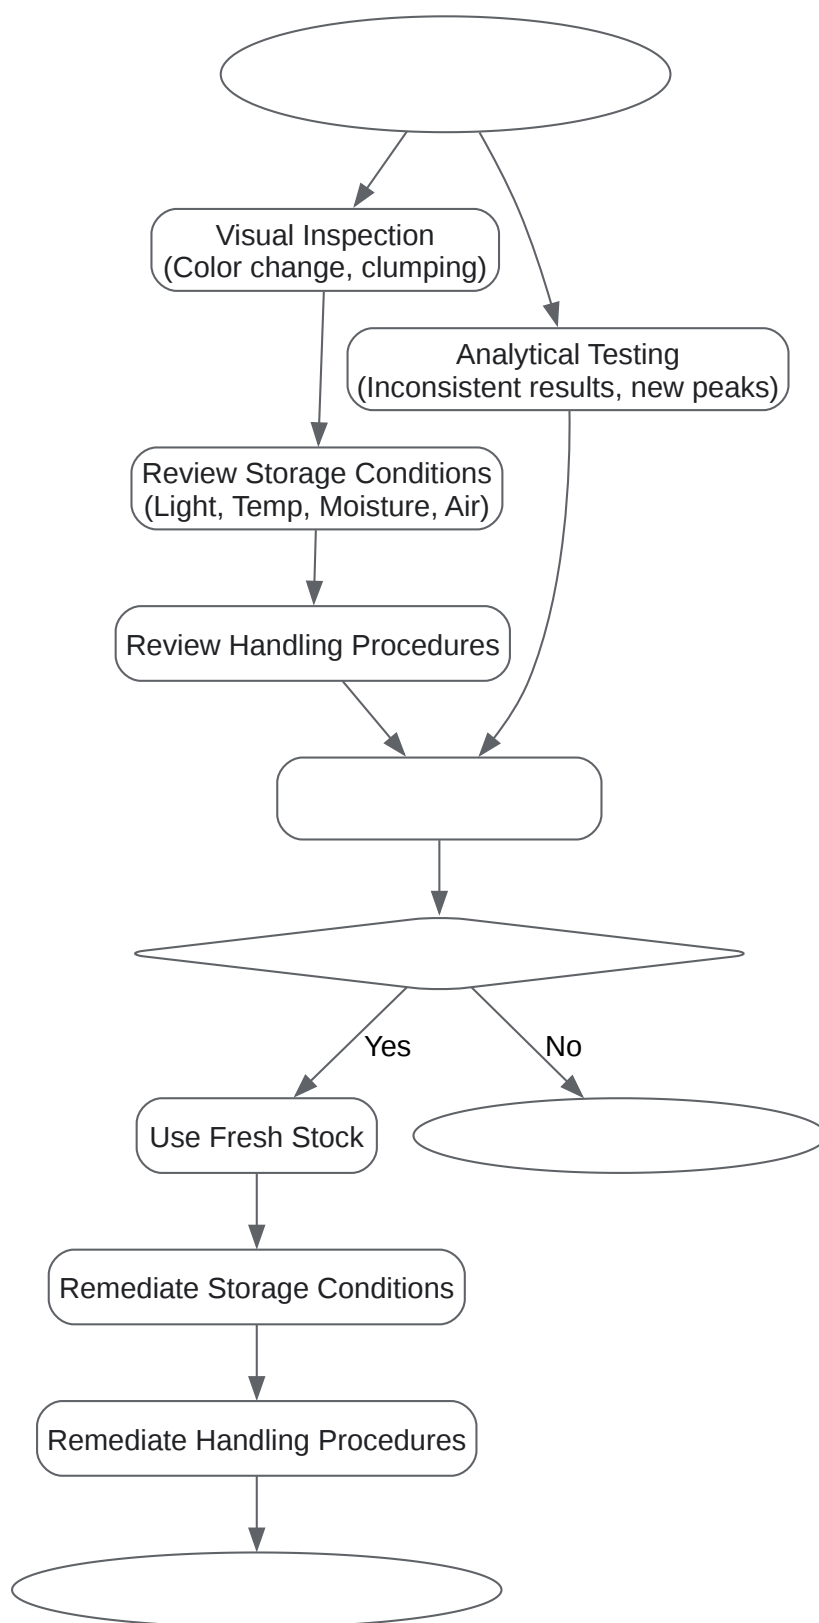 Visual Inspection
(Color change, clumping)
Analytical Testing
(Inconsistent results, new peaks)
Review Storage Conditions
(Light, Temp, Moisture, Air)
Review Handling Procedures
Yes
No
Use Fresh Stock
Remediate Storage Conditions
Remediate Handling Procedures